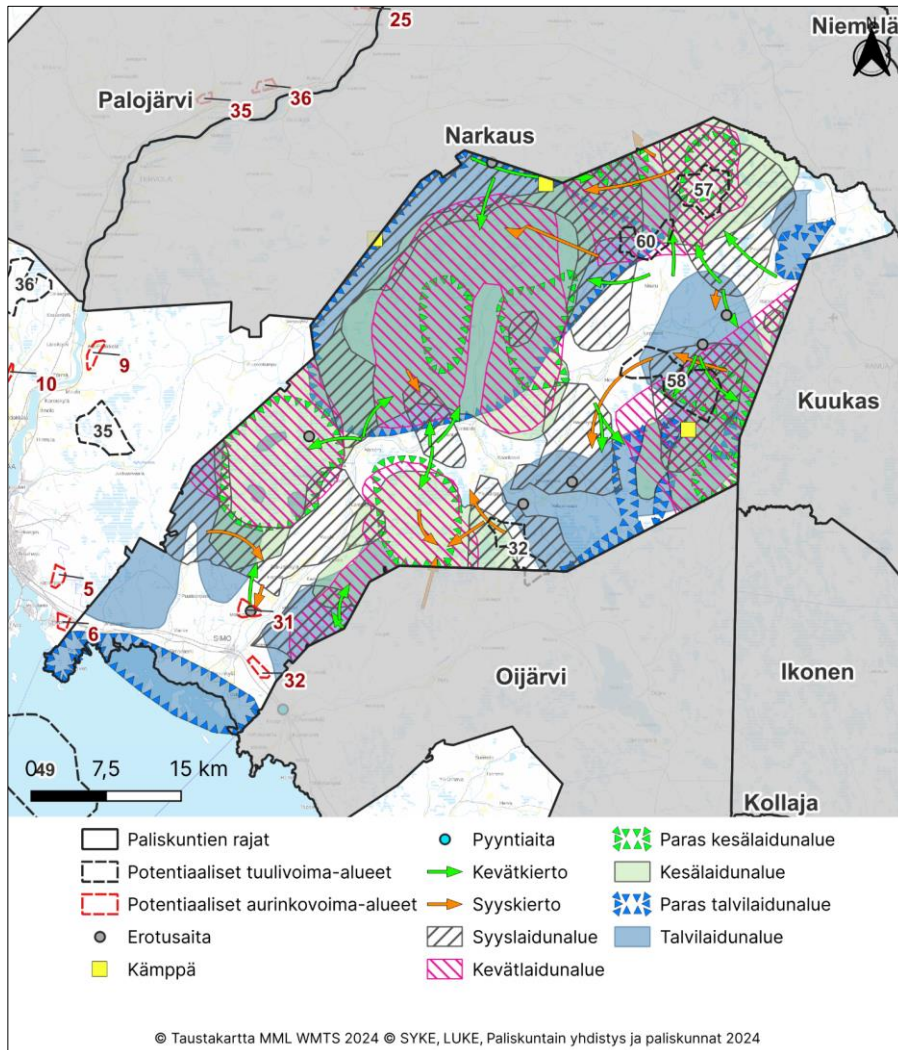 25
Niemelä
N
35
36
Palojärvi
Narkaus
57
60
36
9
10
35
58
Kuukas
32
5
31
6
SIMO
32
Oijärvi
Ikonen
49
0
7,5
15 km
Kollaja
Paliskuntien rajat
Potentiaaliset tuulivoima-alueet
Potentiaaliset aurinkovoima-alueet
Erotusaita
Kämppä
Pyyntiaita
Kevätkierto
Syyskierto
Syyslaidunalue
Kevätlaidunalue
Paras kesälaidunalue
Kesälaidunalue
Paras talvilaidunalue
Talvilaidunalue
© Taustakartta MML WMTS 2024 © SYKE, LUKE, Paliskuntain yhdistys ja paliskunnat 2024